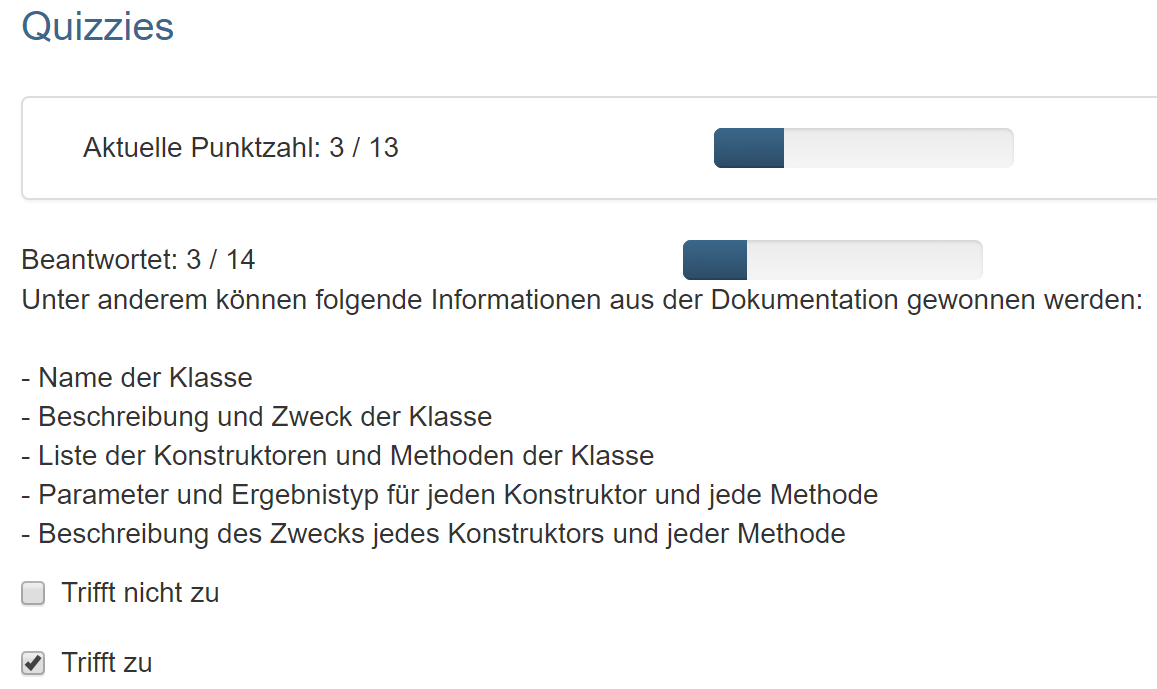 Quizzies
Aktuelle Punktzahl: 3 / 13
Beantwortet: 3 / 14
Unter anderem können folgende Informationen aus der Dokumentation gewonnen werden:
- Name der Klasse
- Beschreibung und Zweck der Klasse
- Liste der Konstruktoren und Methoden der Klasse
- Parameter und Ergebnistyp für jeden Konstruktor und jede Methode
- Beschreibung des Zwecks jedes Konstruktors und jeder Methode
Trifft nicht zu
Trifft zu